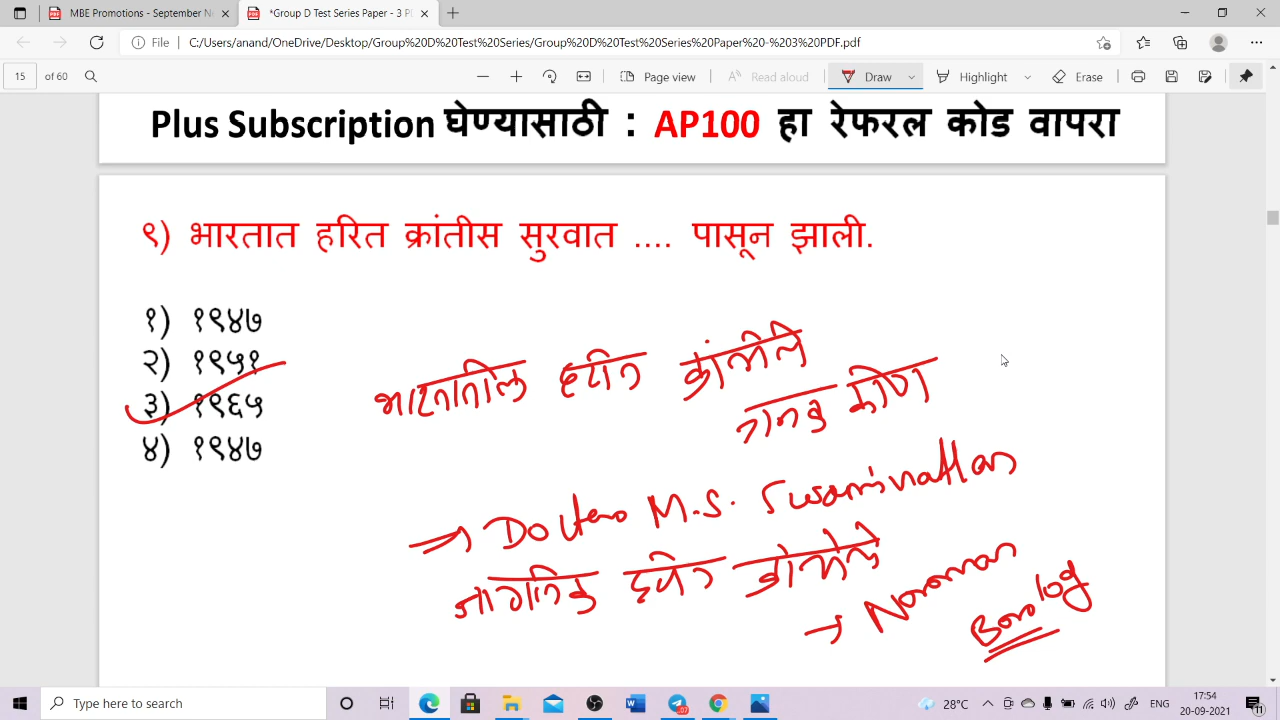 MBE Promotions - September N
*Group D Test Series Paper - 3 P
File
C:/Users/anand/OneDrive/Desktop/Group%20D%20Test%20Series/Group%20D%20Test%20Series%20Paper%20-%203%20PDF.pdf
15 of 60
Page view
Read aloud
Draw
Highlight
Erase
Plus Subscription घेण्यासाठी : AP100 हा रेफरल कोड वापरा
९) भारतात हरित क्रांतीस सुरवात .... पासून झाली.
१) १९४७
२) १९५१
३) १९६५
४) १९४७
भारतातील हरीत क्रांतीचे
जनक कोण
M.S. Swaminathan
जागतिक हरीत क्रांतीचे
Norman
Borolog
Type here to search
28°C
ENG
17:54
20-09-2021